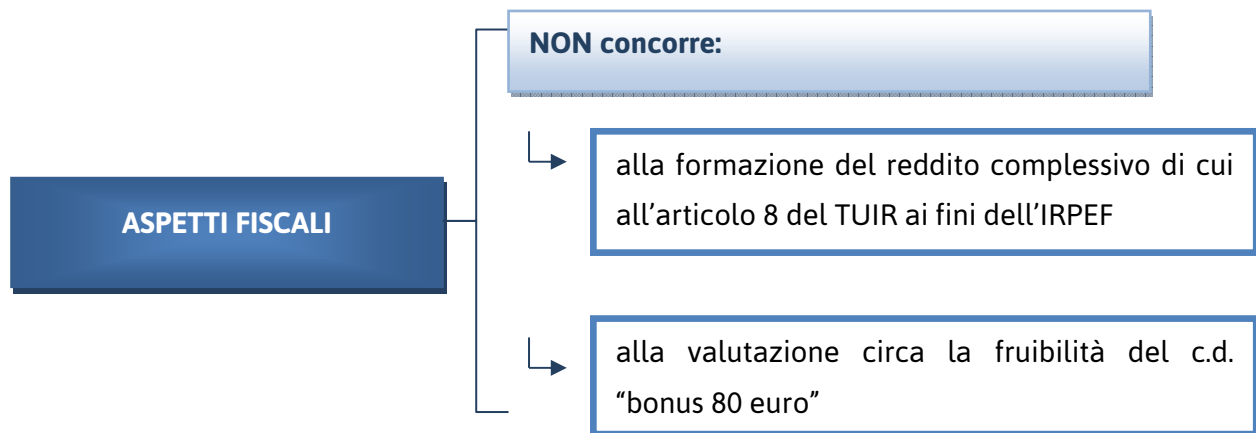 NON concorre:
alla formazione del reddito complessivo di cui
all’articolo 8 del TUIR ai fini dell’IRPEF
ASPETTI FISCALI
alla valutazione circa la fruibilità del c.d.
“bonus 80 euro”